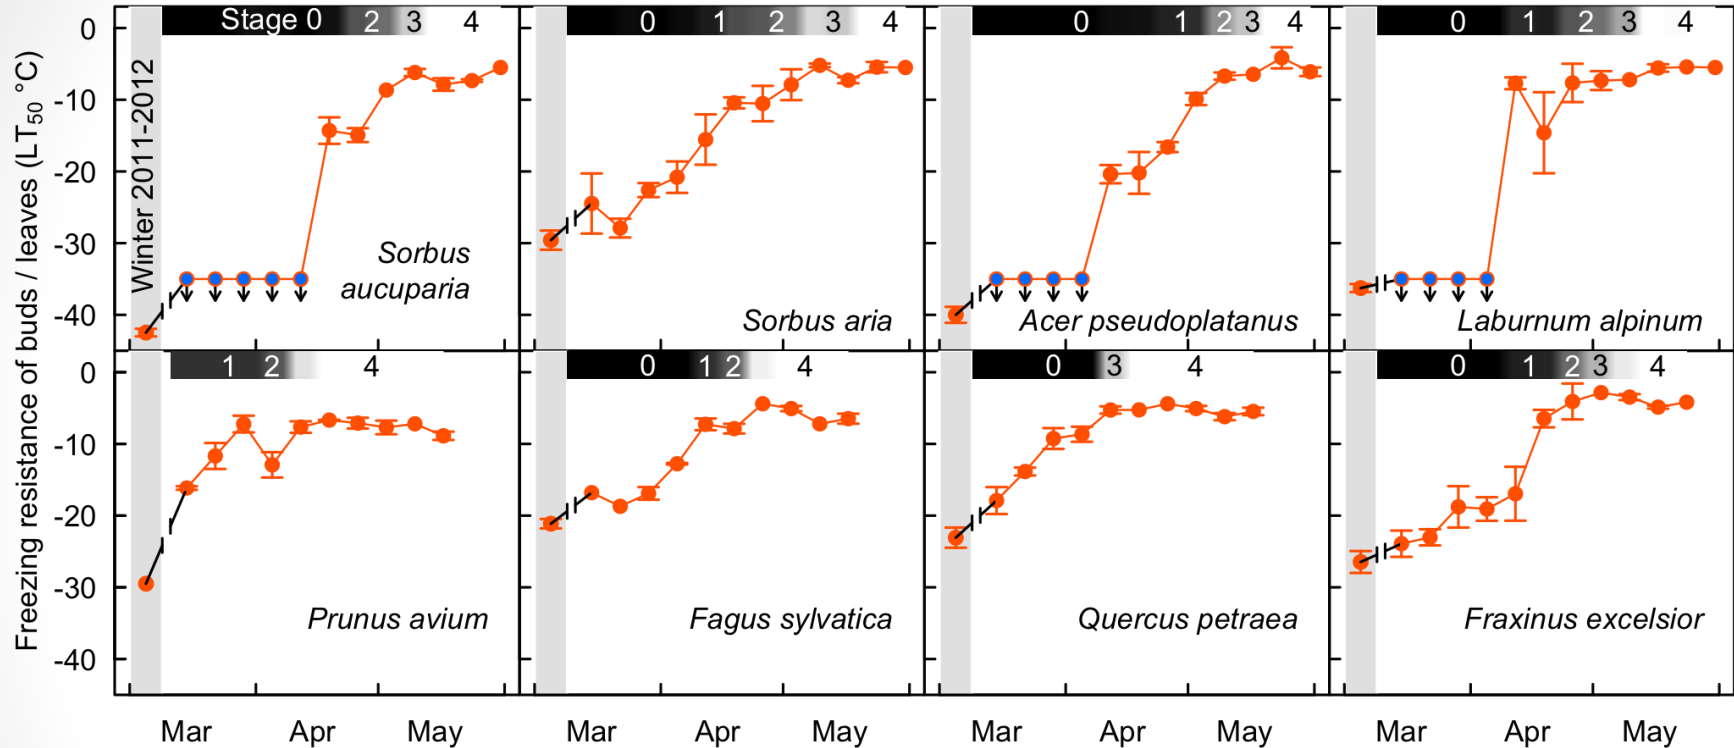 Freezing resistance of buds / leaves (LT50 °C)
Winter 2011-2012
0
-10
-20
-30
-40
Stage 0 2 3 4
Sorbus
aucuparia
0 1 2 3 4
Sorbus aria
0 1 2 3 4
Acer pseudoplatanus
0 1 2 3 4
Laburnum alpinum
0
-10
-20
-30
-40
1 2 4
Prunus avium
0 1 2 4
Fagus sylvatica
0 3 4
Quercus petraea
0 1 2 3 4
Fraxinus excelsior
Mar Apr May Mar Apr May Mar Apr May Mar Apr May